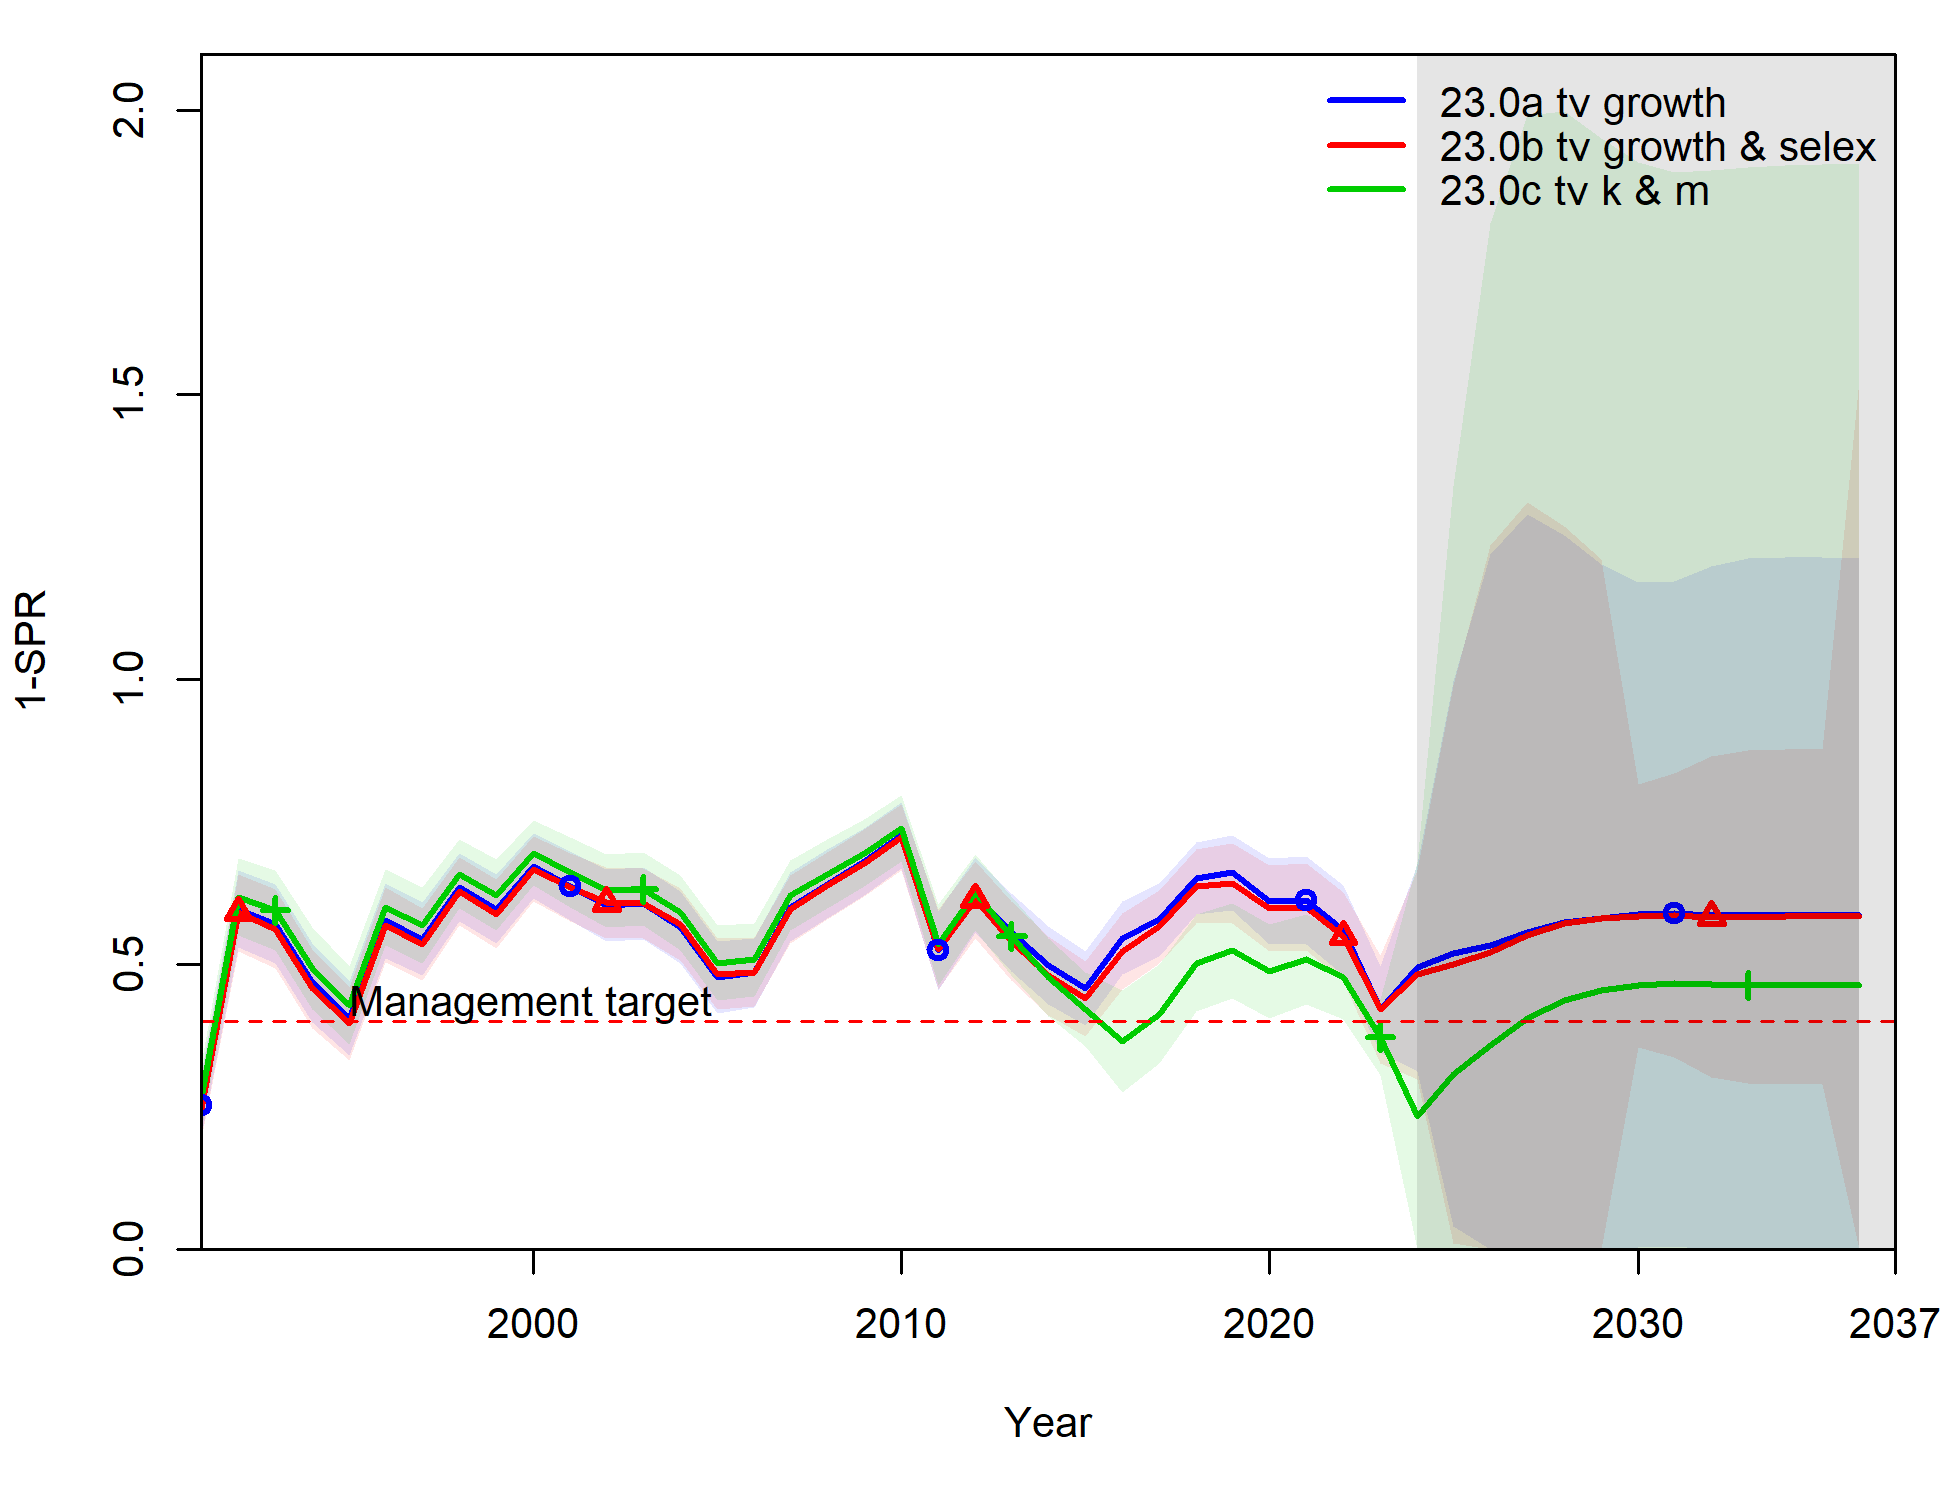 23.0a tv growth
23.0b tv growth & selex
23.0c tv k & m
2.0
1.5
1.0
0.5
0.0
1-SPR
Management target
2000
2010
2020
2030
2037
Year